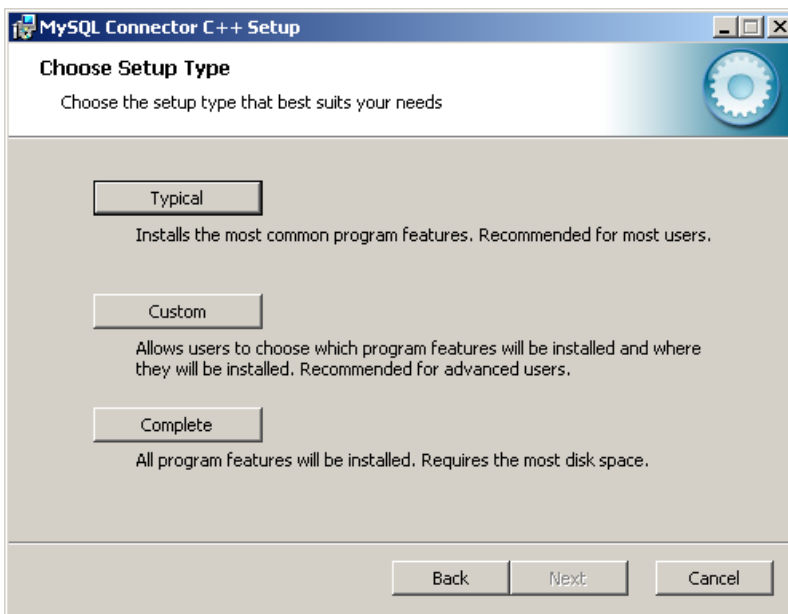 MySQL Connector C++ Setup
Choose Setup Type
Choose the setup type that best suits your needs
Typical
Installs the most common program features. Recommended for most users.
Custom
Allows users to choose which program features will be installed and where
they will be installed. Recommended for advanced users.
Complete
All program features will be installed. Requires the most disk space.
Back Next Cancel